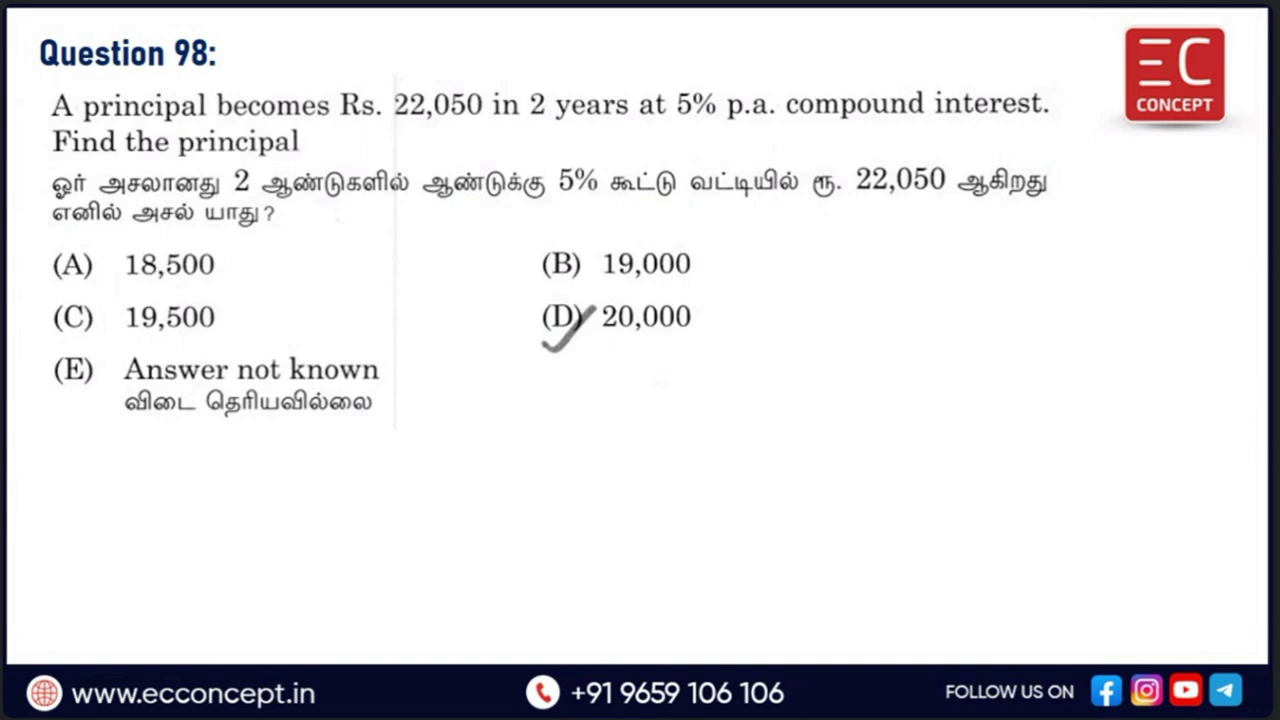 Question 98:
EC
CONCEPT
A principal becomes Rs. 22,050 in 2 years at 5% p.a. compound interest.
Find the principal
ஓர் அசலானது 2 ஆண்டுகளில் ஆண்டுக்கு 5% கூட்டு வட்டியில் ரூ. 22,050 ஆகிறது
எனில் அசல் யாது?
(A) 18,500
(B) 19,000
(C) 19,500
(D) 20,000
(E) Answer not known
விடை தெரியவில்லை
www.ecconcept.in
+91 9659 106 106
FOLLOW US ON